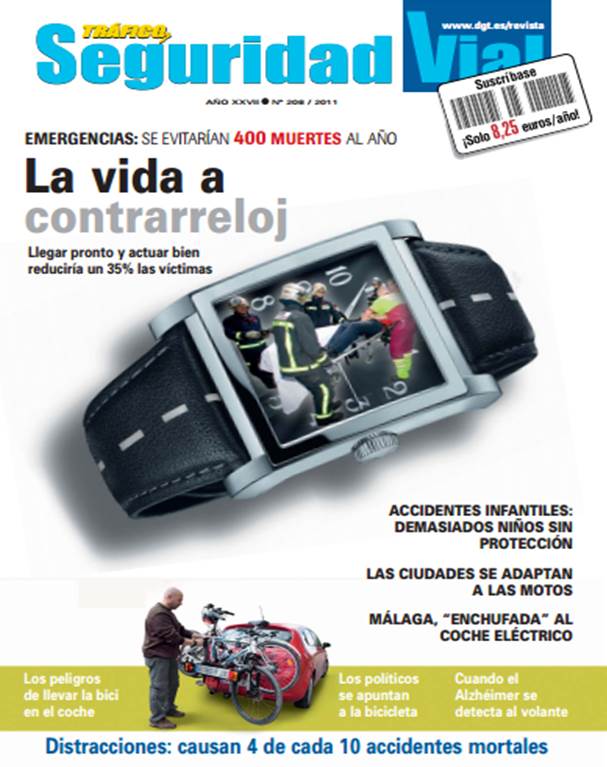 TRÁFICO
Seguridad Vial
www.dgt.es/revista
AÑO XXVII ● Nº 208 / 2011
Suscríbase
¡Solo 8,25 euros/año!
EMERGENCIAS: SE EVITARÍAN 400 MUERTES AL AÑO
La vida a
contrarreloj
Llegar pronto y actuar bien
reduciría un 35% las víctimas
10
8
2
3
ACCIDENTES INFANTILES:
DEMASIADOS NIÑOS SIN
PROTECCIÓN
LAS CIUDADES SE ADAPTAN
A LAS MOTOS
MÁLAGA, “ENCHUFADA” AL
COCHE ELÉCTRICO
Los peligros
de llevar la bici
en el coche
Los políticos
se apuntan
a la bicicleta
Cuando el
Alzhéimer se
detecta al volante
Distracciones: causan 4 de cada 10 accidentes mortales